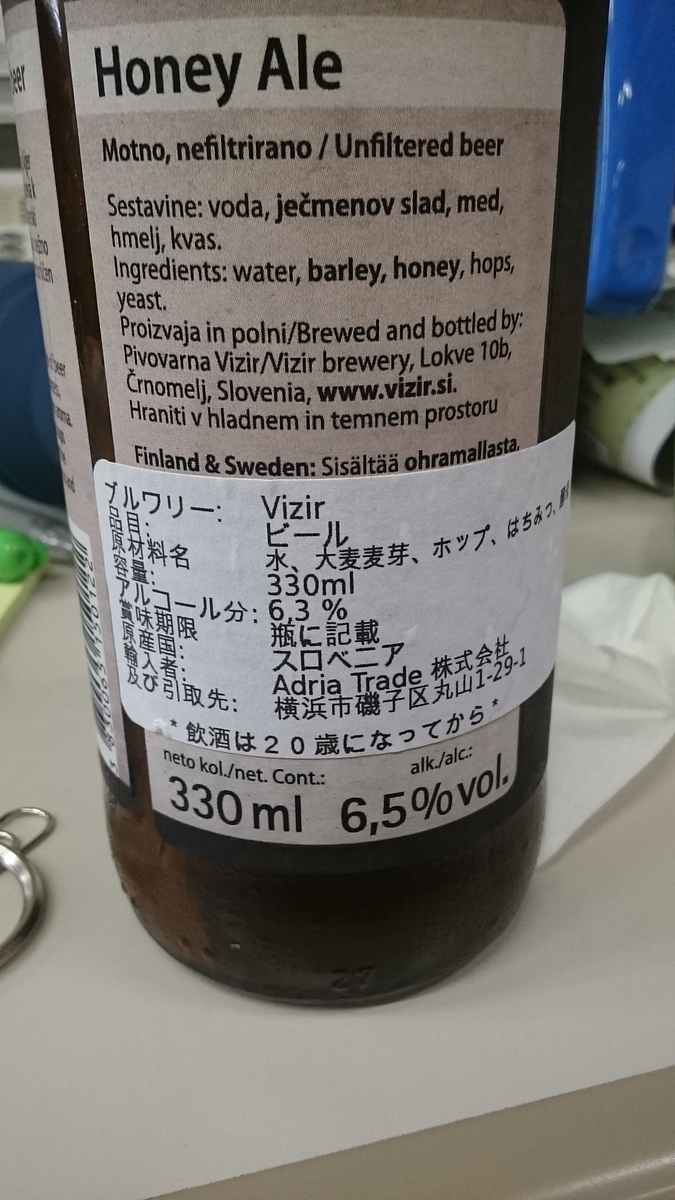 Honey Ale
Motno, nefiltrirano / Unfiltered beer
Sestavine: voda, ječmenov slad, med,
hmelj, kvas.
Ingredients: water, barley, honey, hops,
yeast.
Proizvaja in polni/Brewed and bottled by:
Pivovarna Vizir/Vizir brewery, Lokve 10b,
Črnomelj, Slovenia, www.vizir.si.
Hraniti v hladnem in temnem prostoru
Finland & Sweden: Sisältää ohramallasta,
ブルワリー: Vizir
品目: ビール
原材料名 水、大麦麦芽、ホップ、はちみつ、
容量: 330ml
アルコール分: 6,3 %
賞味期限 瓶に記載
原産国: スロベニア
輸入者: Adria Trade 株式会社
及び引取先: 横浜市磯子区丸山1-29-1
* 飲酒は20歳になってから *
neto kol./net. Cont.: alk./alc.:
330 ml 6,5% vol.
27